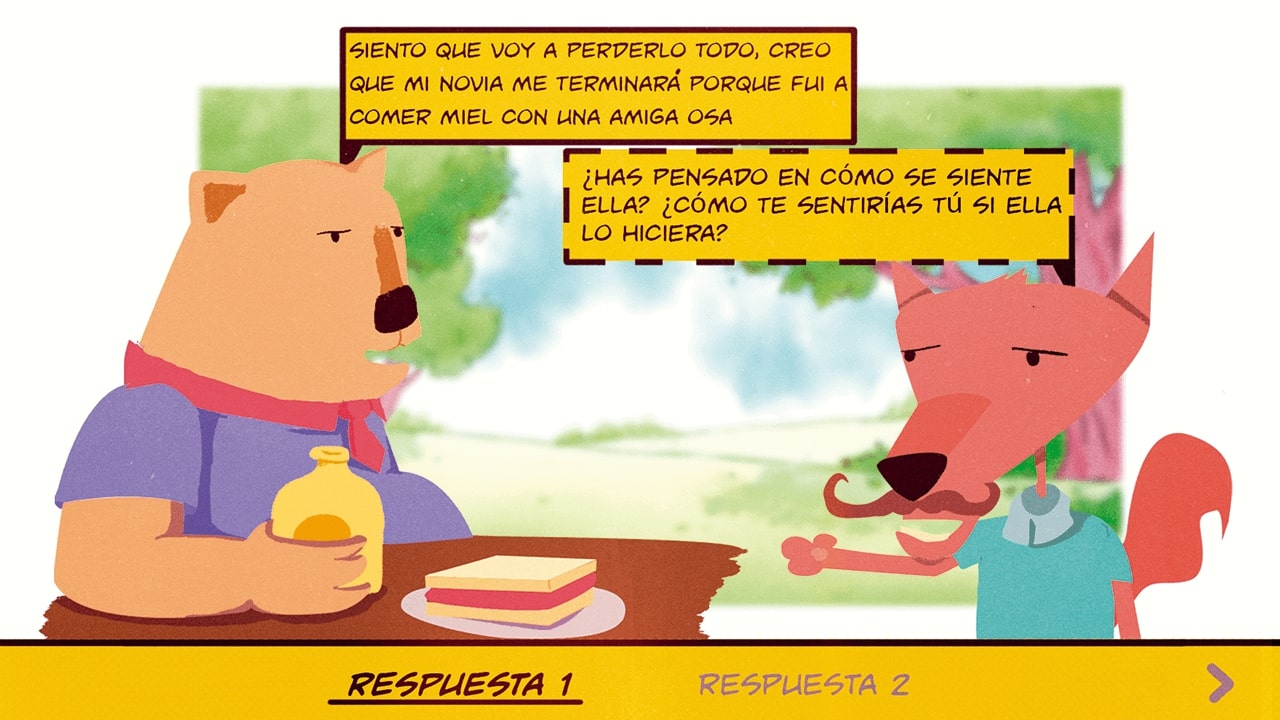 SIENTO QUE VOY A PERDERLO TODO, CREO
QUE MI NOVIA ME TERMINARÁ PORQUE FUI A
COMER MIEL CON UNA AMIGA OSA
¿HAS PENSADO EN CÓMO SE SIENTE
ELLA? ¿CÓMO TE SENTIRÍAS TÚ SI ELLA
LO HICIERA?
RESPUESTA 1
RESPUESTA 2